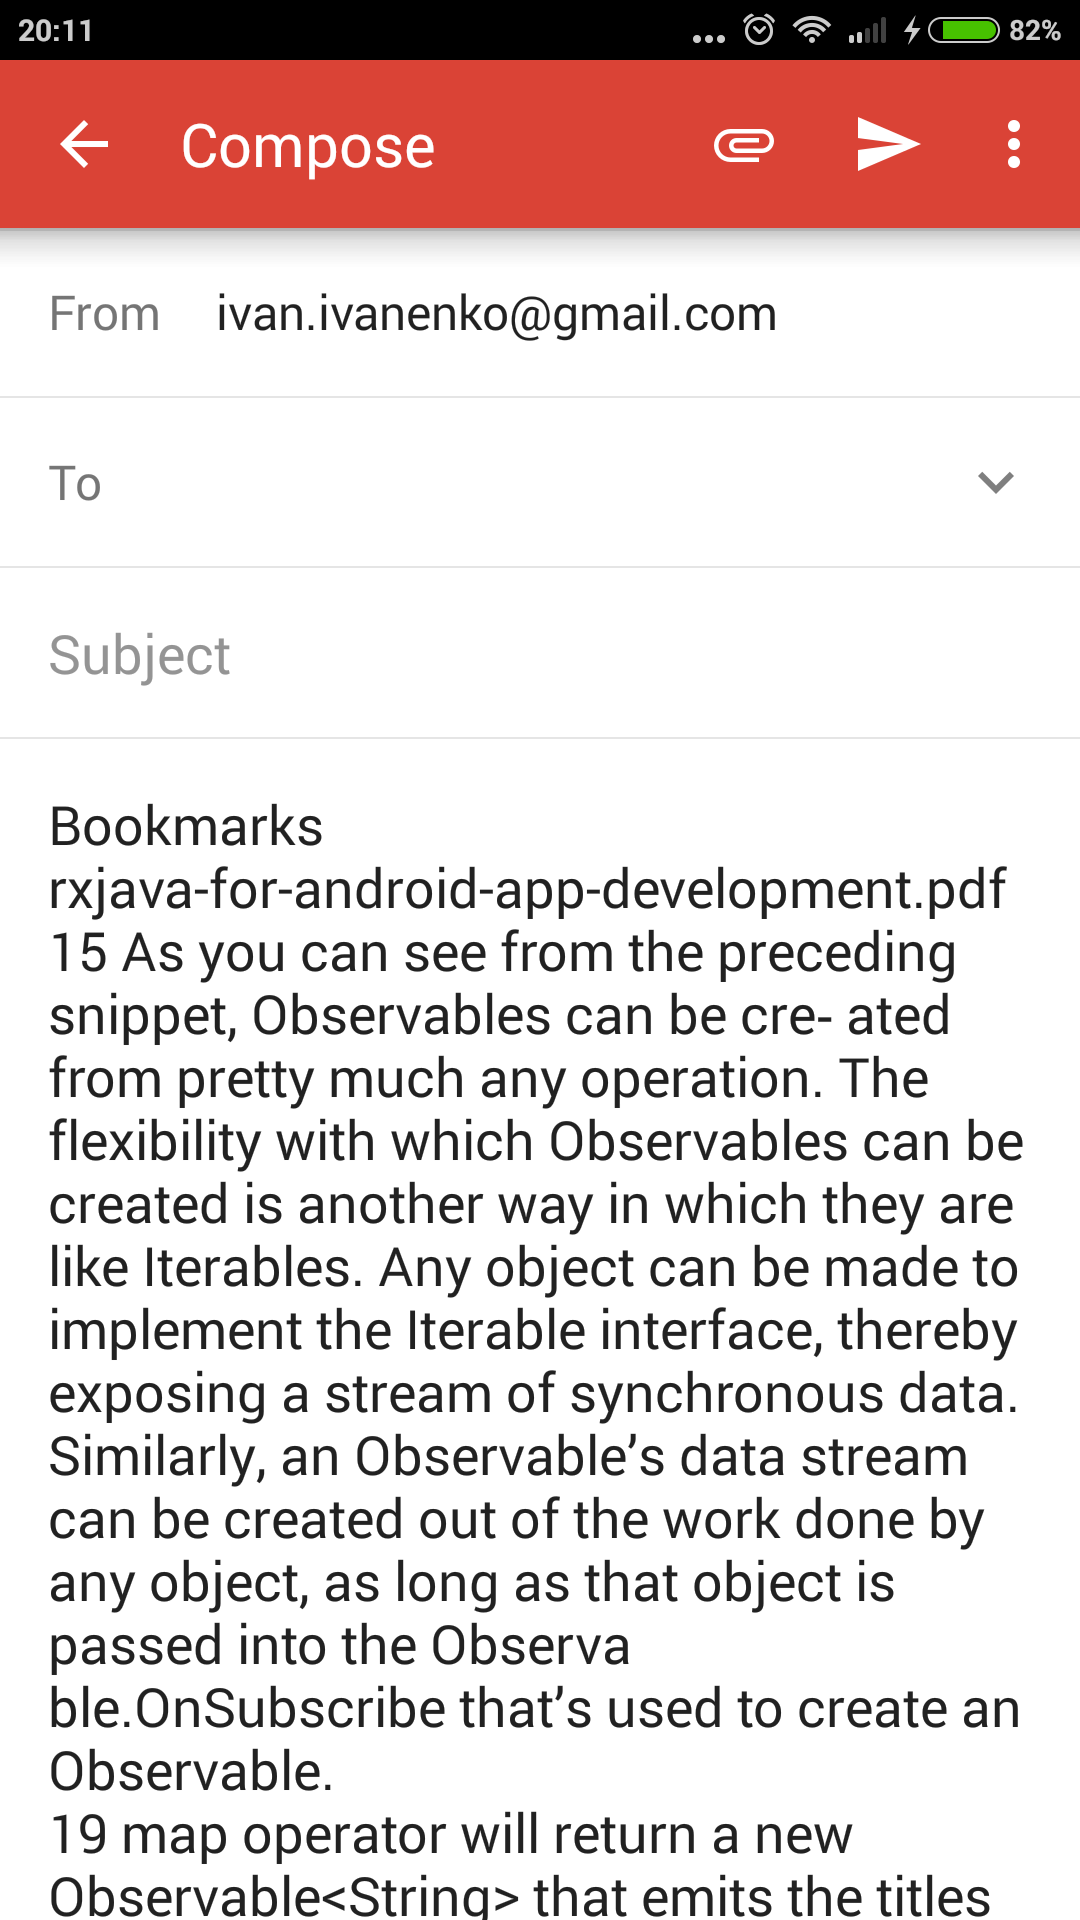 20:11
82%
Compose
From ivan.ivanenko@gmail.com
To
Subject
Bookmarks
rxjava-for-android-app-development.pdf
15 As you can see from the preceding
snippet, Observables can be cre- ated
from pretty much any operation. The
flexibility with which Observables can be
created is another way in which they are
like Iterables. Any object can be made to
implement the Iterable interface, thereby
exposing a stream of synchronous data.
Similarly, an Observable’s data stream
can be created out of the work done by
any object, as long as that object is
passed into the Observa
ble.OnSubscribe that’s used to create an
Observable.
19 map operator will return a new
Observable<String> that emits the titles